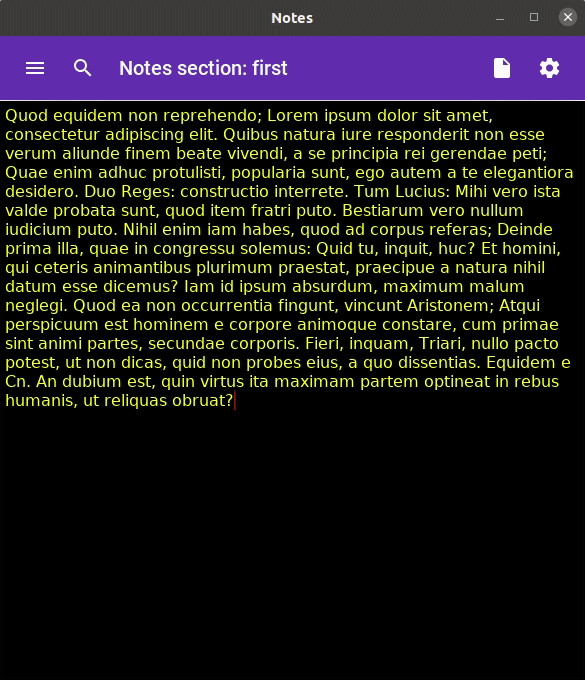 Notes
Notes section: first
Quod equidem non reprehendo; Lorem ipsum dolor sit amet,
consectetur adipiscing elit. Quibus natura iure responderit non esse
verum aliunde finem beate vivendi, a se principia rei gerendae peti;
Quae enim adhuc protulisti, popularia sunt, ego autem a te elegantiora
desidero. Duo Reges: constructio interrete. Tum Lucius: Mihi vero ista
valde probata sunt, quod item fratri puto. Bestiarum vero nullum
iudicium puto. Nihil enim iam habes, quod ad corpus referas; Deinde
prima illa, quae in congressu solemus: Quid tu, inquit, huc? Et homini,
qui ceteris animantibus plurimum praestat, praecipue a natura nihil
datum esse dicemus? Iam id ipsum absurdum, maximum malum
neglegi. Quod ea non occurrentia fingunt, vincunt Aristonem; Atqui
perspicuum est hominem e corpore animoque constare, cum primae
sint animi partes, secundae corporis. Fieri, inquam, Triari, nullo pacto
potest, ut non dicas, quid non probes eius, a quo dissentias. Equidem e
Cn. An dubium est, quin virtus ita maximam partem optineat in rebus
humanis, ut reliquas obruat?